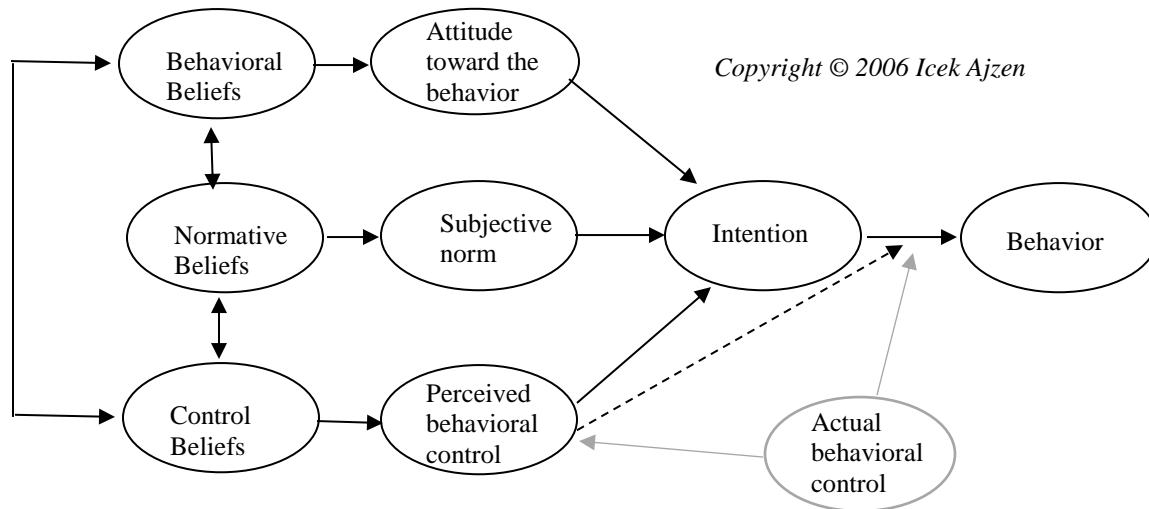 Behavioral
Beliefs
Attitude
toward the
behavior
Copyright © 2006 Icek Ajzen
Normative
Beliefs
Subjective
norm
Intention
Behavior
Control
Beliefs
Perceived
behavioral
control
Actual
behavioral
control